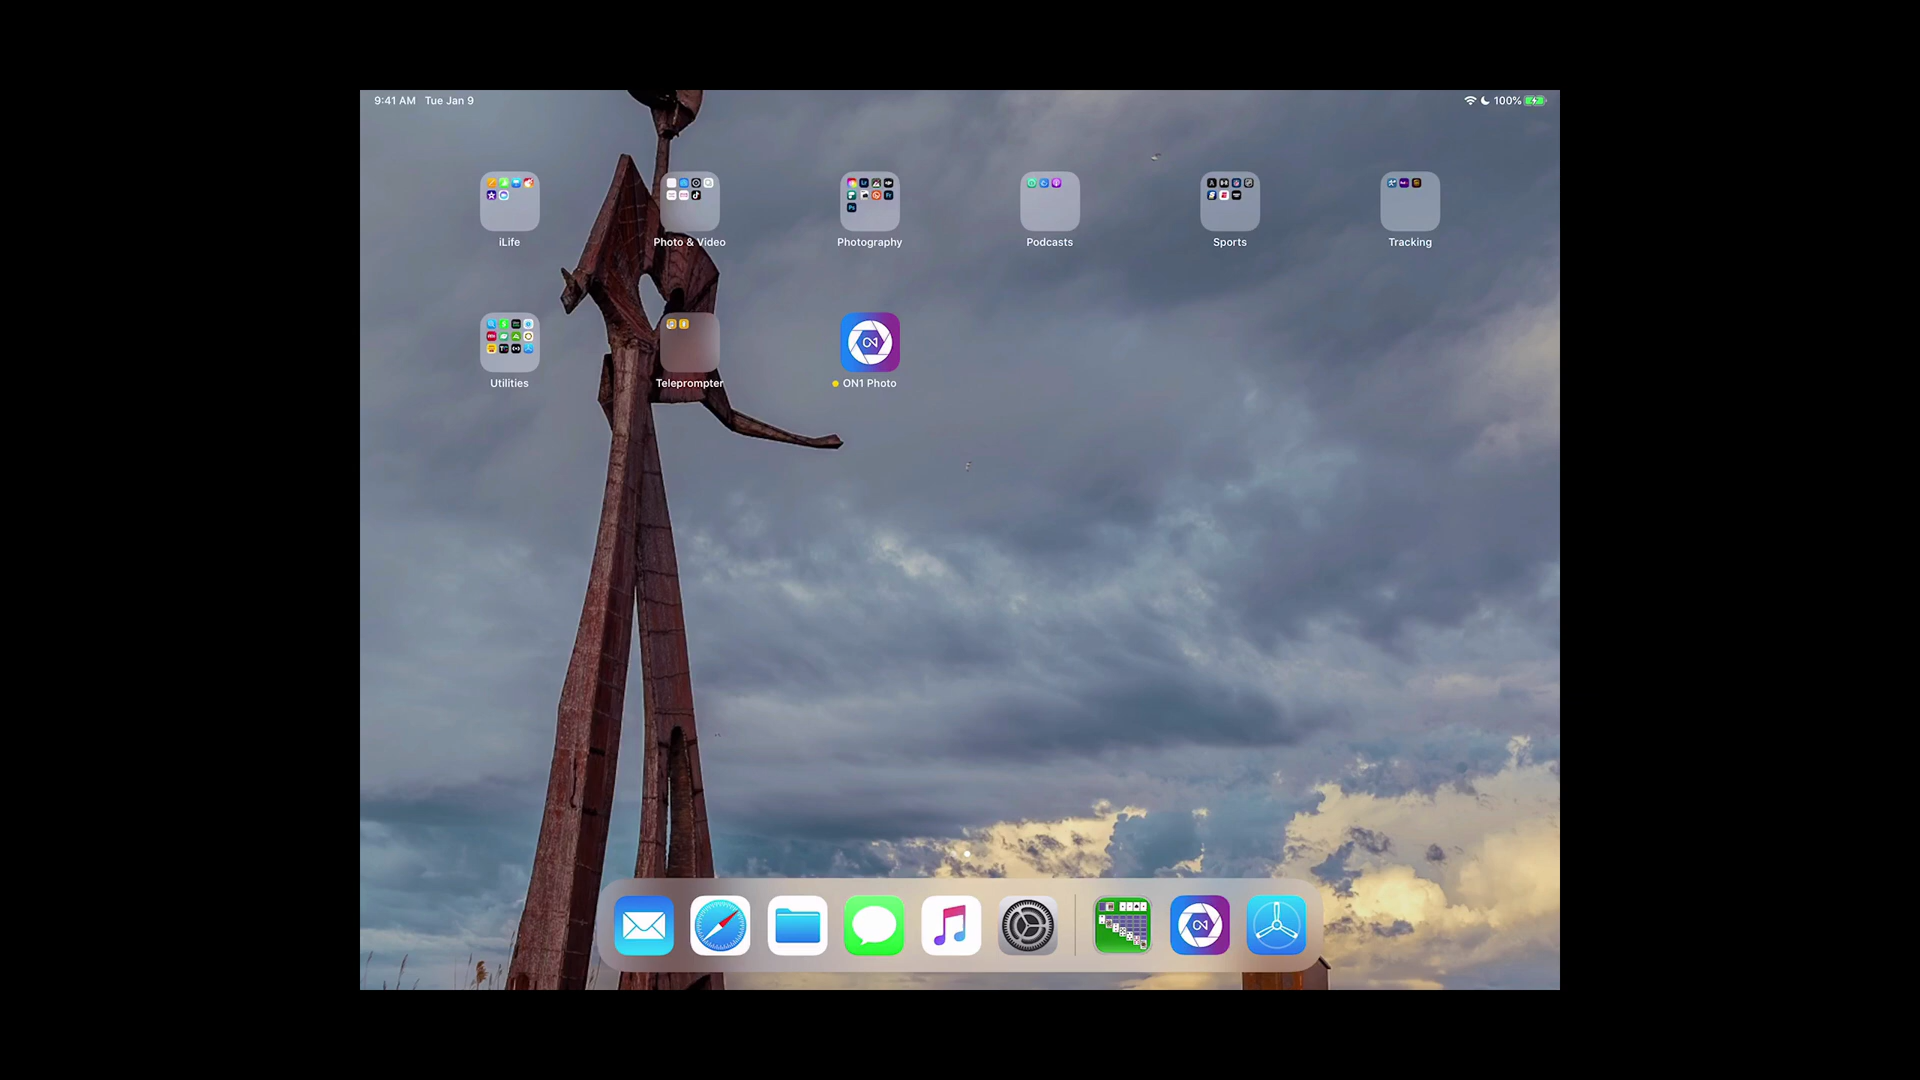 9:41 AM Tue Jan 9
100%
iLife
Photo & Video
Photography
Podcasts
Sports
Tracking
Utilities
Teleprompter
ON1 Photo